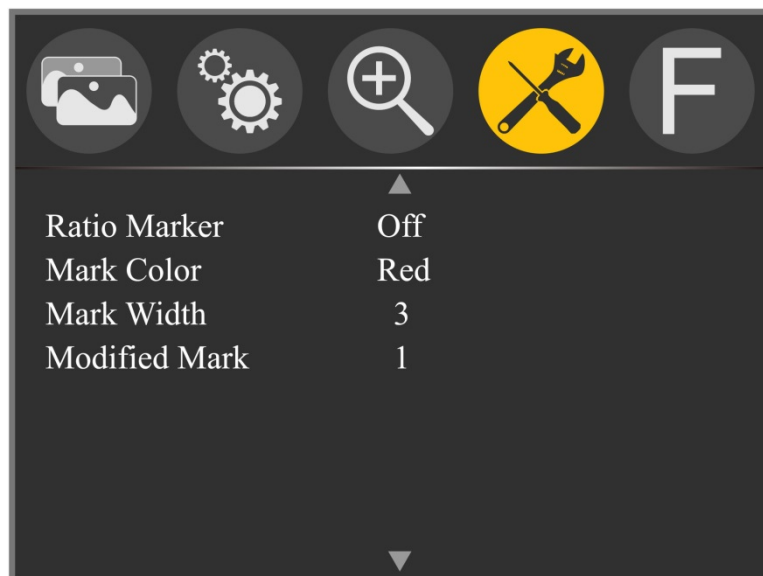 F
Ratio Marker Off
Mark Color Red
Mark Width 3
Modified Mark 1